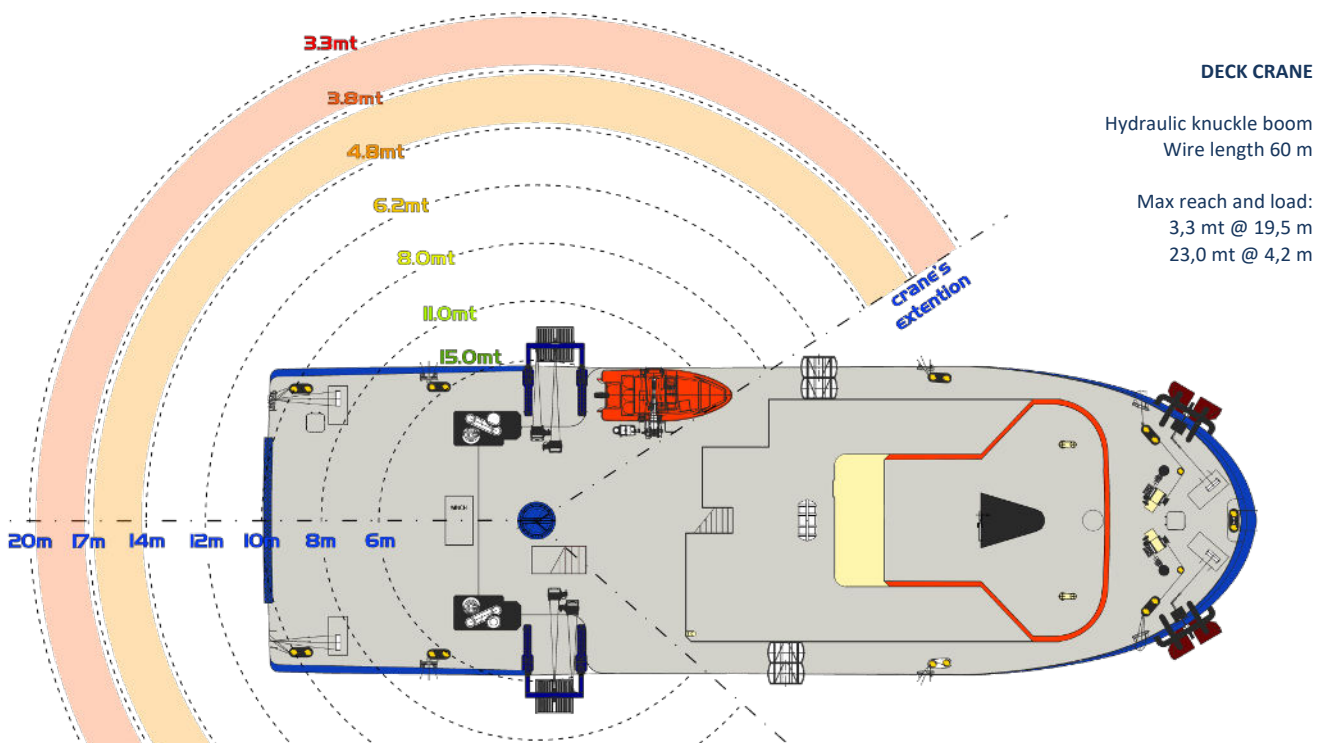 3.3mt
3.8mt
4.8mt
6.2mt
8.0mt
11.0mt
15.0mt
DECK CRANE
Hydraulic knuckle boom
Wire length 60 m
Max reach and load:
3,3 mt @ 19,5 m
23,0 mt @ 4,2 m
crane's
extention
WINCH
20m 17m 14m 12m 10m 8m 6m